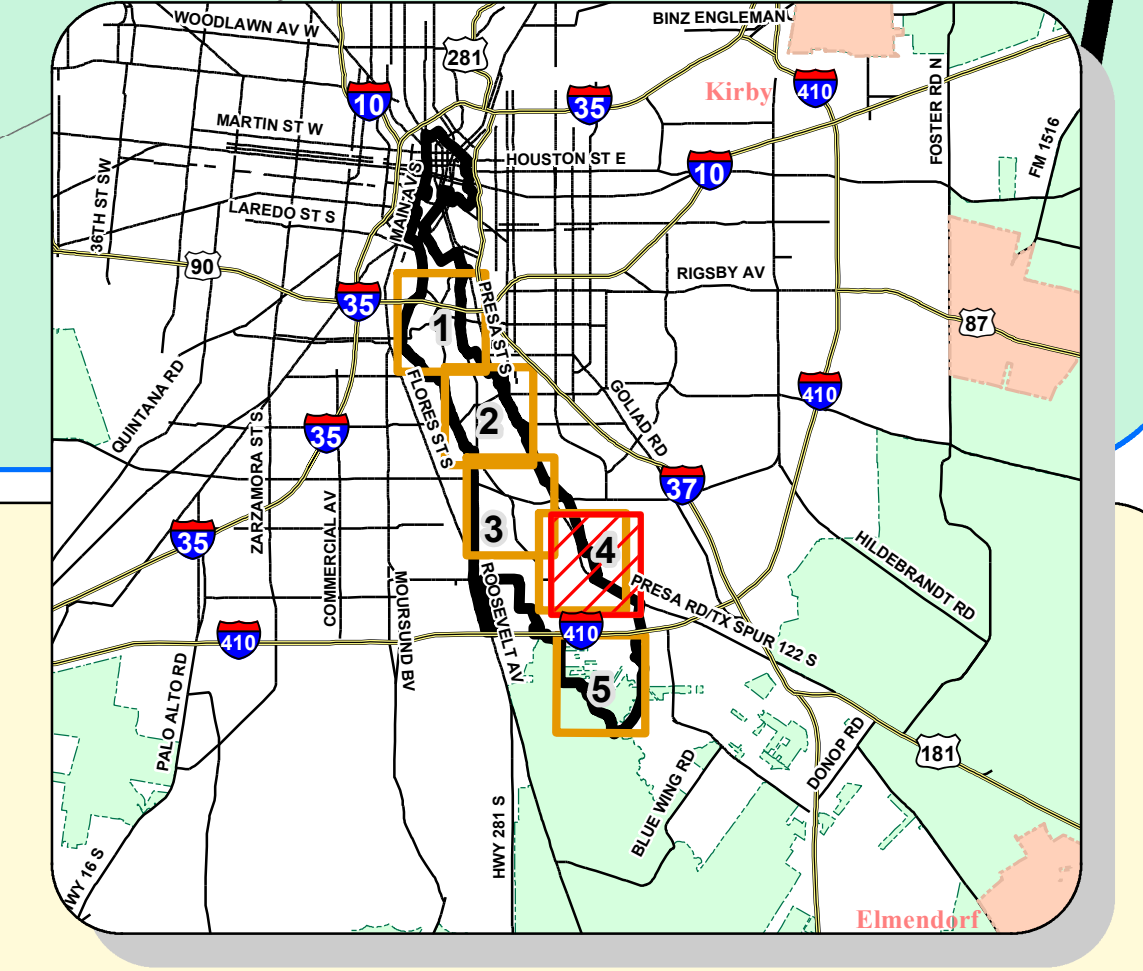 WOODLAWN AV W
BINZ ENGLEMAN
281
10
35
Kirby
410
MARTIN ST W
HOUSTON ST E
FOSTER RD N
FM 1516
10
36TH ST SW
MAIN AV S
LAREDO ST S
90
RIGSBY AV
35
PRESA ST S
87
1
QUINTANA RD
FLORES ST S
GOLIAD RD
410
2
35
ZARZAMORA ST S
37
COMMERCIAL AV
3
35
4
HILDEBRANDT RD
MOURSUND BV
ROOSEVELT AV
PRESA RD/TX SPUR 122 S
410
410
5
PALO ALTO RD
DONOP RD
181
BLUE WING RD
HWY 281 S
WY 16 S
Elmendorf